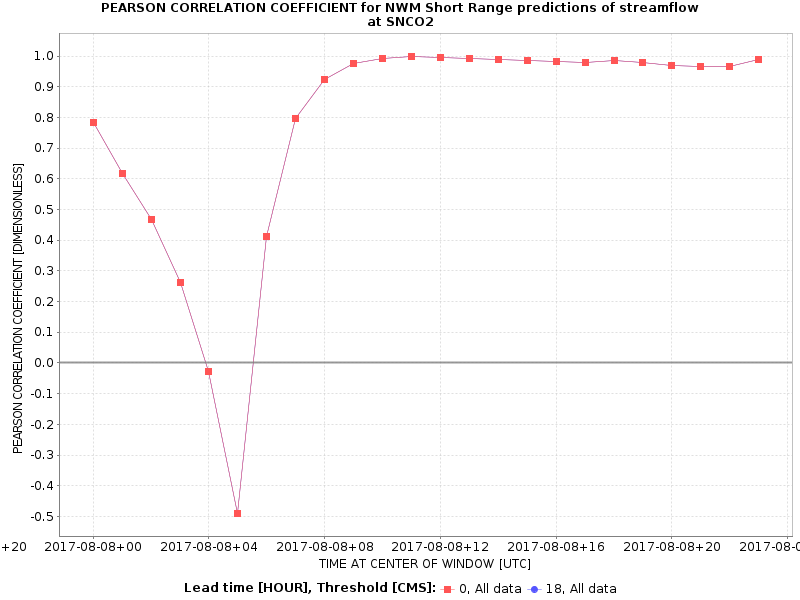 PEARSON CORRELATION COEFFICIENT for NWM Short Range predictions of streamflow
at SNCO2
PEARSON CORRELATION COEFFICIENT [DIMENSIONLESS]
1.0
0.9
0.8
0.7
0.6
0.5
0.4
0.3
0.2
0.1
0.0
-0.1
-0.2
-0.3
-0.4
-0.5
+20 2017-08-08+00 2017-08-08+04 2017-08-08+08 2017-08-08+12 2017-08-08+16 2017-08-08+20 2017-08-0
TIME AT CENTER OF WINDOW [UTC]
Lead time [HOUR], Threshold [CMS]: 0, All data 18, All data